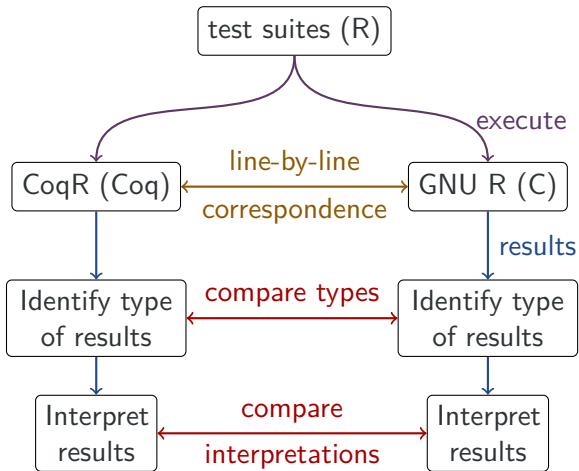 test suites (R)
execute
line-by-line
CoqR (Coq)
GNU R (C)
correspondence
results
compare types
Identify type
of results
Identify type
of results
compare
Interpret
results
Interpret
results
interpretations